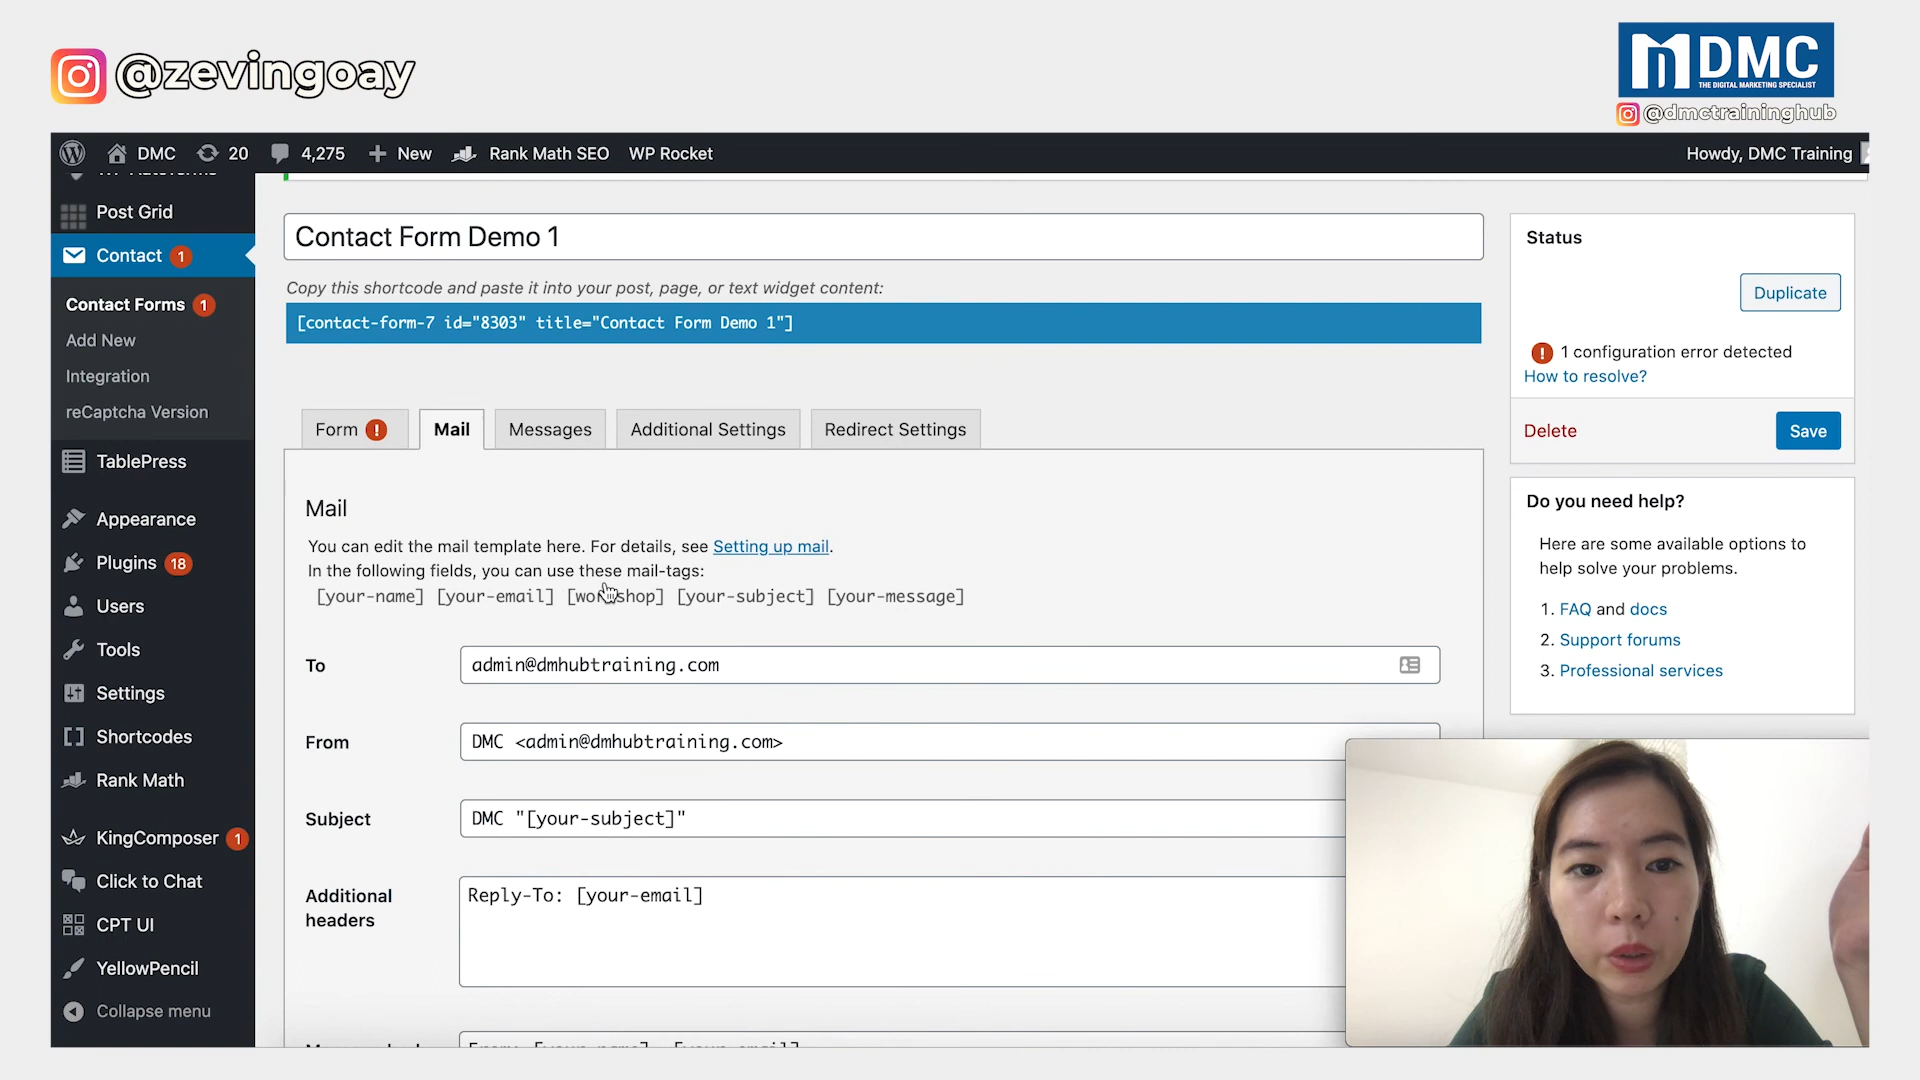 @zevingoay
DMC
THE DIGITAL MARKETING SPECIALIST
@dmctraininghub
DMC 20 4,275 New Rank Math SEO WP Rocket Howdy, DMC Training
Post Grid
Contact 1
Contact Forms 1
Add New
Integration
reCaptcha Version
TablePress
Appearance
Plugins 18
Users
Tools
Settings
Shortcodes
Rank Math
KingComposer 1
Click to Chat
CPT UI
YellowPencil
Collapse menu
Contact Form Demo 1
Copy this shortcode and paste it into your post, page, or text widget content:
[contact-form-7 id="8303" title="Contact Form Demo 1"]
Form ! Mail Messages Additional Settings Redirect Settings
Mail
You can edit the mail template here. For details, see Setting up mail.
In the following fields, you can use these mail-tags:
[your-name] [your-email] [workshop] [your-subject] [your-message]
To admin@dmhubtraining.com
From DMC <admin@dmhubtraining.com>
Subject DMC "[your-subject]"
Additional headers Reply-To: [your-email]
Status
Duplicate
! 1 configuration error detected
How to resolve?
Delete Save
Do you need help?
Here are some available options to
help solve your problems.
1. FAQ and docs
2. Support forums
3. Professional services